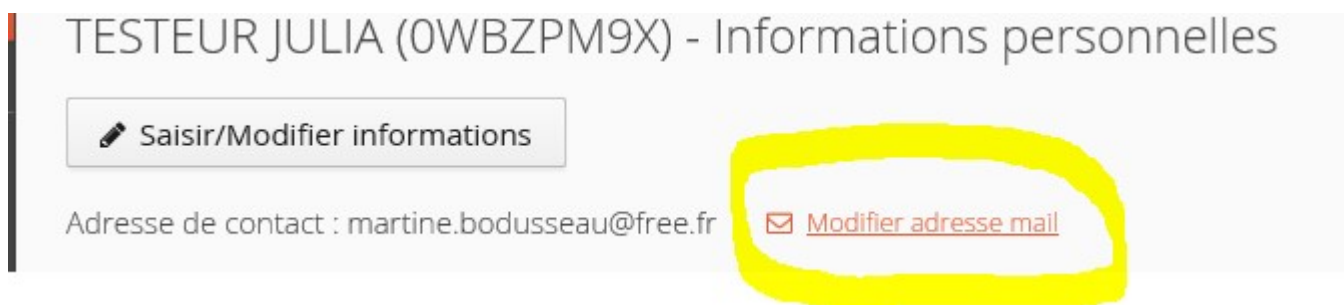 TESTEUR JULIA (0WBZPM9X) - Informations personnelles
Saisir/Modifier informations
Adresse de contact : martine.bodusseau@free.fr Modifier adresse mail